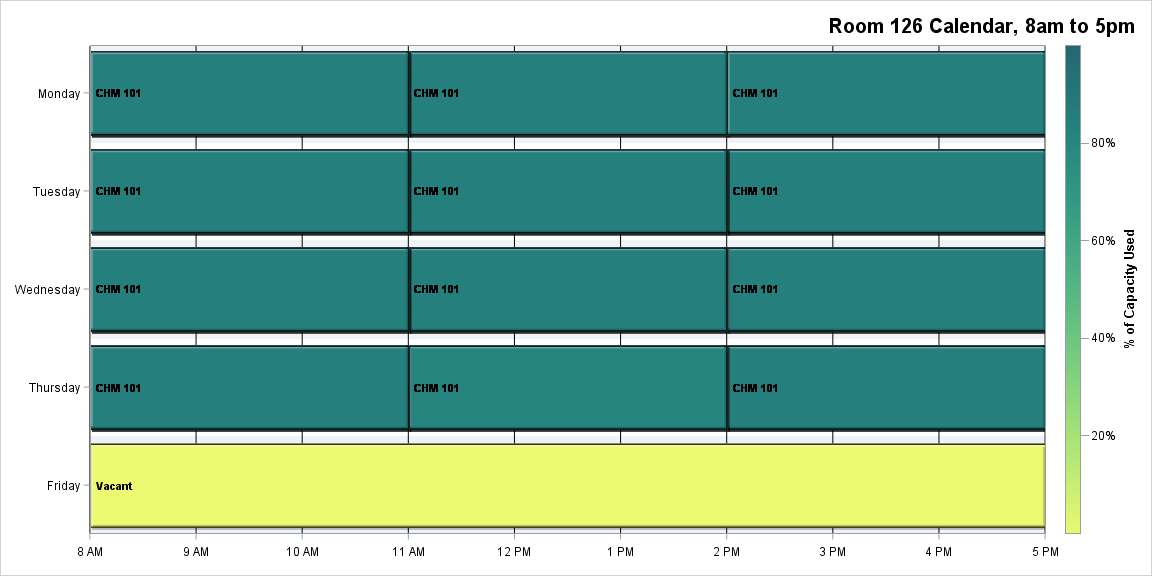 Room 126 Calendar, 8am to 5pm
Monday
CHM 101
CHM 101
CHM 101
Tuesday
CHM 101
CHM 101
CHM 101
Wednesday
CHM 101
CHM 101
CHM 101
Thursday
CHM 101
CHM 101
CHM 101
Friday
Vacant
8 AM
9 AM
10 AM
11 AM
12 PM
1 PM
2 PM
3 PM
4 PM
5 PM
80%
60%
40%
20%
% of Capacity Used